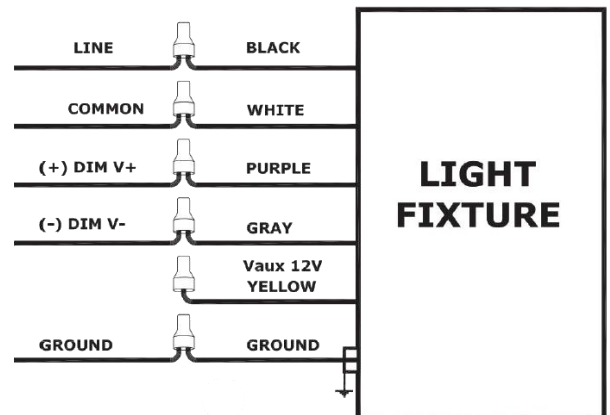 LINE BLACK
COMMON WHITE
(+) DIM V+ PURPLE
(-) DIM V- GRAY
Vaux 12V
YELLOW
GROUND GROUND
LIGHT
FIXTURE